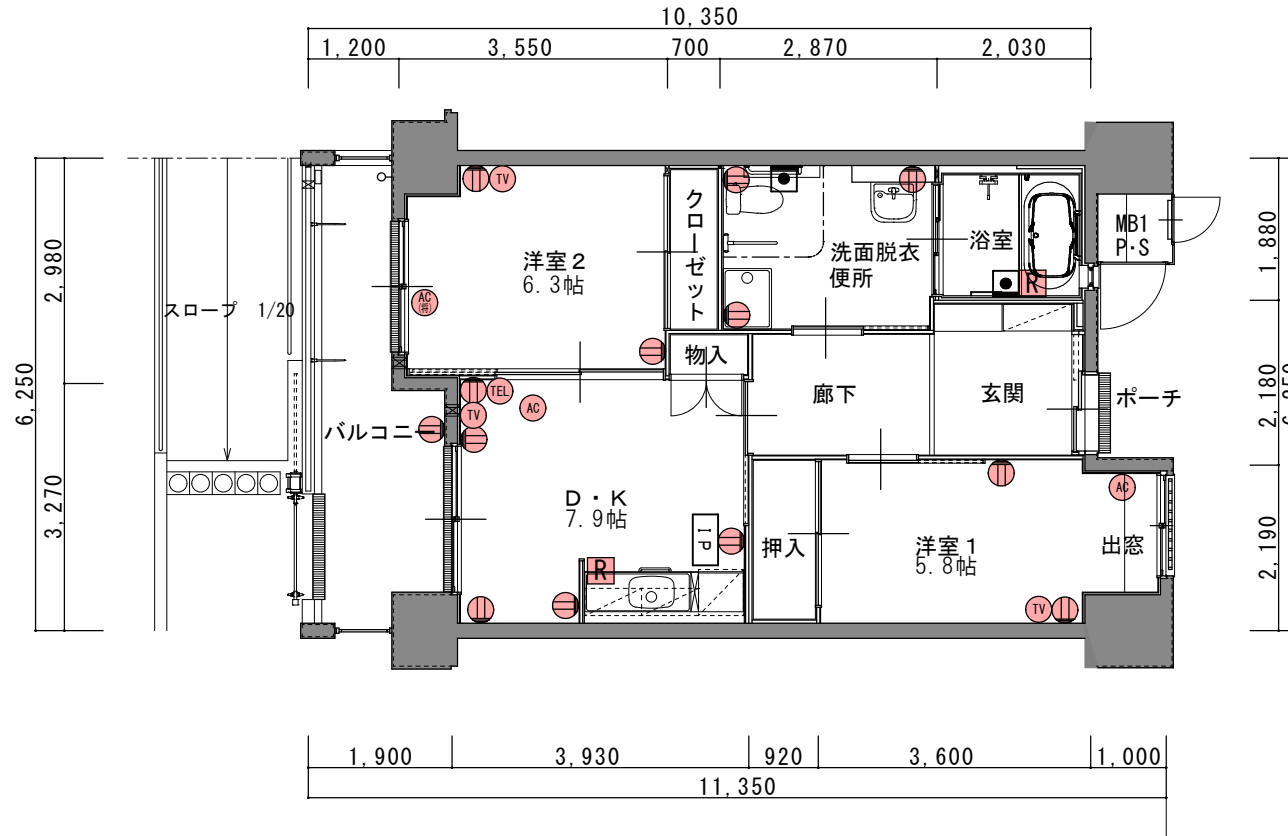 10,350
1,200
3,550
700
2,870
2,030
6,250
2,980
3,270
スロープ 1/20
バルコニー
TV
洋室2
6.3帖
AC
(将)
クローゼット
洗面脱衣
便所
浴室
R
MB1
P・S
1,880
2,180
2,190
物入
廊下
玄関
ポーチ
TEL
TV
AC
D・K
7.9帖
IP
R
押入
洋室1
5.8帖
AC
出窓
TV
1,900
3,930
920
3,600
1,000
11,350